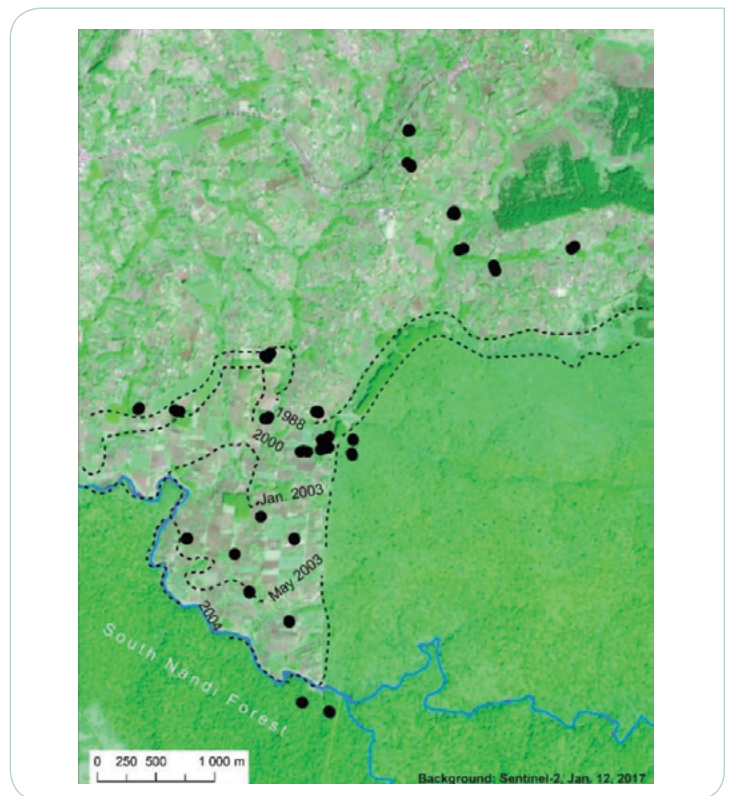 1988
2000
Jan. 2003
May 2003
2004
South Nandi Forest
0 250 500 1 000 m
Background: Sentinel-2, Jan. 12, 2017